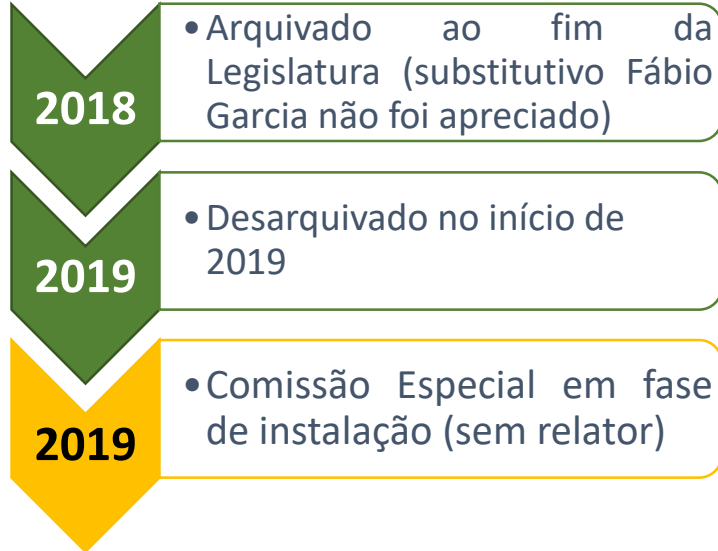 2018
• Arquivado ao fim da
Legislatura (substitutivo Fábio
Garcia não foi apreciado)
2019
• Desarquivado no início de
2019
2019
• Comissão Especial em fase
de instalação (sem relator)